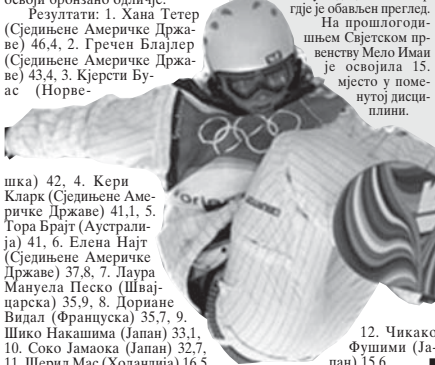 освоји бронзано одличје.
Резултати: 1. Хана Тетер
(Сједињене Америчке Држа-
ве) 46,4, 2. Гречен Блајлер
(Сједињене Америчке Држа-
ве) 43,4, 3. Кјерсти Бу-
ас (Норве-
шка) 42, 4. Кери
Кларк (Сједињене Аме-
ричке Државе) 41,1, 5.
Тора Брајт (Аустрали-
ја) 41, 6. Елена Најт
(Сједињене Америчке
Државе) 37,8, 7. Лаура
Мануела Песко (Швај-
царска) 35,9, 8. Дориане
Видал (Француска) 35,7, 9.
Шико Накашима (Јапан) 33,1,
10. Соко Јамаока (Јапан) 32,7,
11. Шерил Мас (Холандија) 16,5,
12. Чикако
Фушими (Ја-
пан) 15,6.
гдје је обављен преглед.
На прошлогоди-
шњем Свјетском пр-
венству Мело Имаи
је освојила 15.
мјесто у поме-
нутој дисци-
плини.